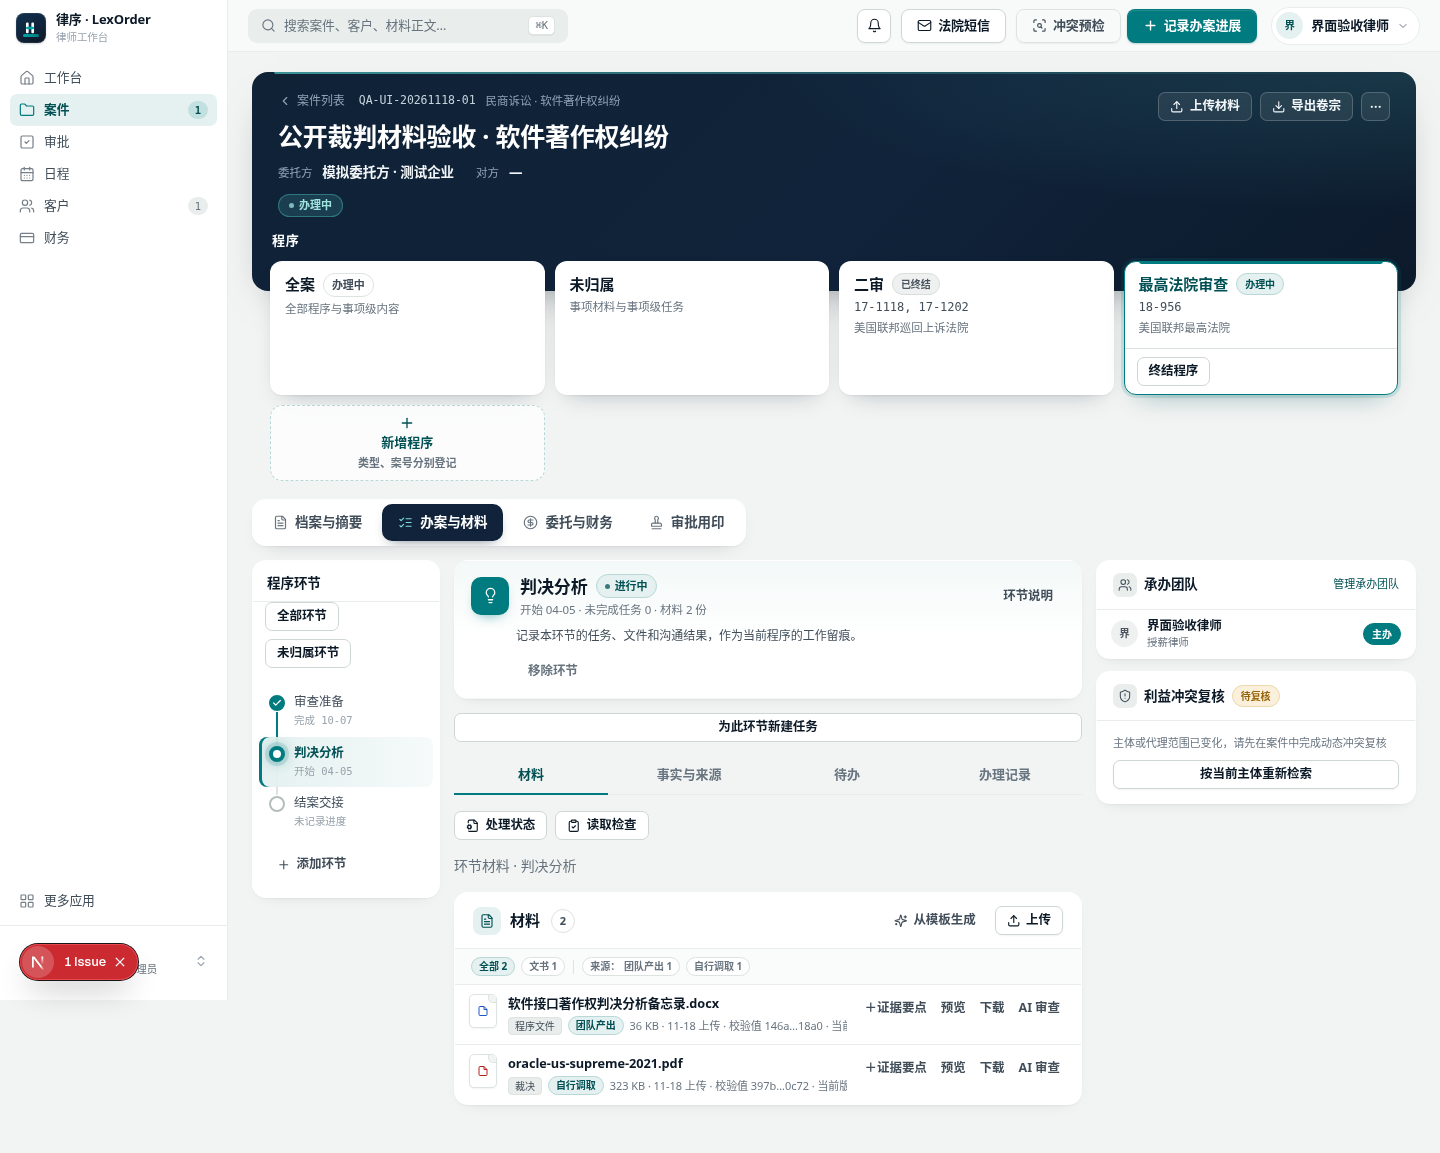 律序 · LexOrder
律师工作台
搜索案件、客户、材料正文...
⌘K
法院短信
冲突预检
记录办案进展
界
界面验收律师
工作台
案件
1
审批
日程
客户
1
财务
更多应用
1 Issue
理员
案件列表 QA-UI-20261118-01 民商诉讼 · 软件著作权纠纷
上传材料
导出卷宗
公开裁判材料验收 · 软件著作权纠纷
委托方 模拟委托方 · 测试企业 对方 —
办理中
程序
全案 办理中
全部程序与事项级内容
未归属
事项材料与事项级任务
二审 已终结
17-1118, 17-1202
美国联邦巡回上诉法院
最高法院审查 办理中
18-956
美国联邦最高法院
终结程序
新增程序
类型、案号分别登记
档案与摘要
办案与材料
委托与财务
审批用印
程序环节
全部环节
未归属环节
审查准备
完成 10-07
判决分析
开始 04-05
结案交接
未记录进度
添加环节
判决分析 进行中
开始 04-05 · 未完成任务 0 · 材料 2 份
环节说明
记录本环节的任务、文件和沟通结果，作为当前程序的工作留痕。
移除环节
为此环节新建任务
材料
事实与来源
待办
办理记录
处理状态
读取检查
环节材料 · 判决分析
材料 2
从模板生成
上传
全部 2
文书 1
来源： 团队产出 1
自行调取 1
软件接口著作权判决分析备忘录.docx
程序文件 团队产出 36 KB · 11-18 上传 · 校验值 146a...18a0 · 当前
＋证据要点 预览 下载 AI 审查
oracle-us-supreme-2021.pdf
裁决 自行调取 323 KB · 11-18 上传 · 校验值 397b...0c72 · 当前版
＋证据要点 预览 下载 AI 审查
承办团队
管理承办团队
界
界面验收律师
授薪律师
主办
利益冲突复核 待复核
主体或代理范围已变化，请先在案件中完成动态冲突复核
按当前主体重新检索